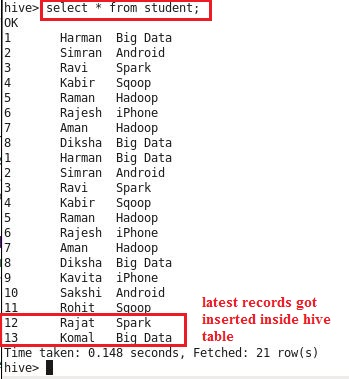 hive> select * from student;
OK
1 Harman Big Data
2 Simran Android
3 Ravi Spark
4 Kabir Sqoop
5 Raman Hadoop
6 Rajesh iPhone
7 Aman Hadoop
8 Diksha Big Data
1 Harman Big Data
2 Simran Android
3 Ravi Spark
4 Kabir Sqoop
5 Raman Hadoop
6 Rajesh iPhone
7 Aman Hadoop
8 Diksha Big Data
9 Kavita iPhone
10 Sakshi Android
11 Rohit Sqoop
12 Rajat Spark
13 Komal Big Data
latest records got
inserted inside hive
table
Time taken: 0.148 seconds, Fetched: 21 row(s)
hive>